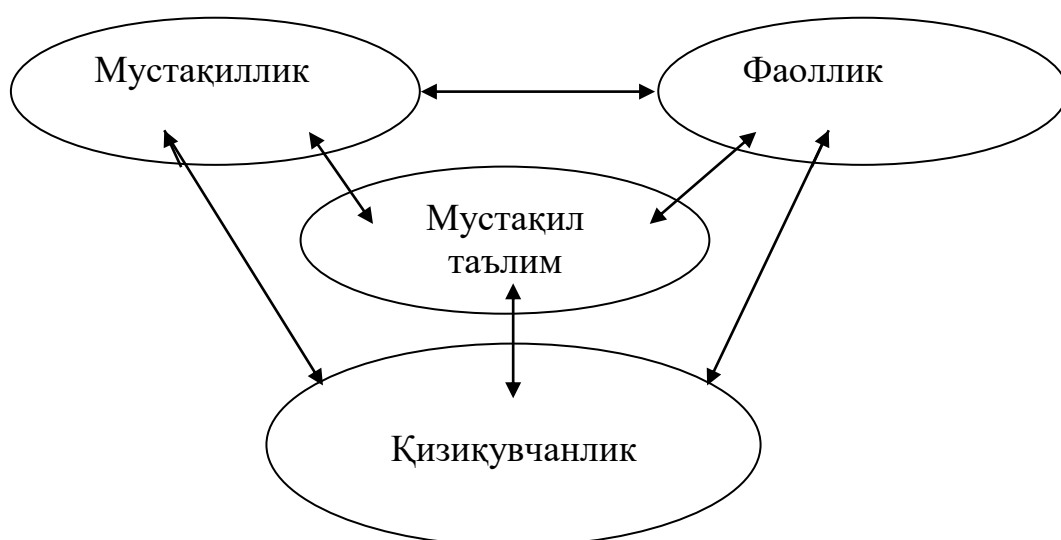 Мустақиллик
Фаоллик
Мустақил
таълим
Қизиқувчанлик